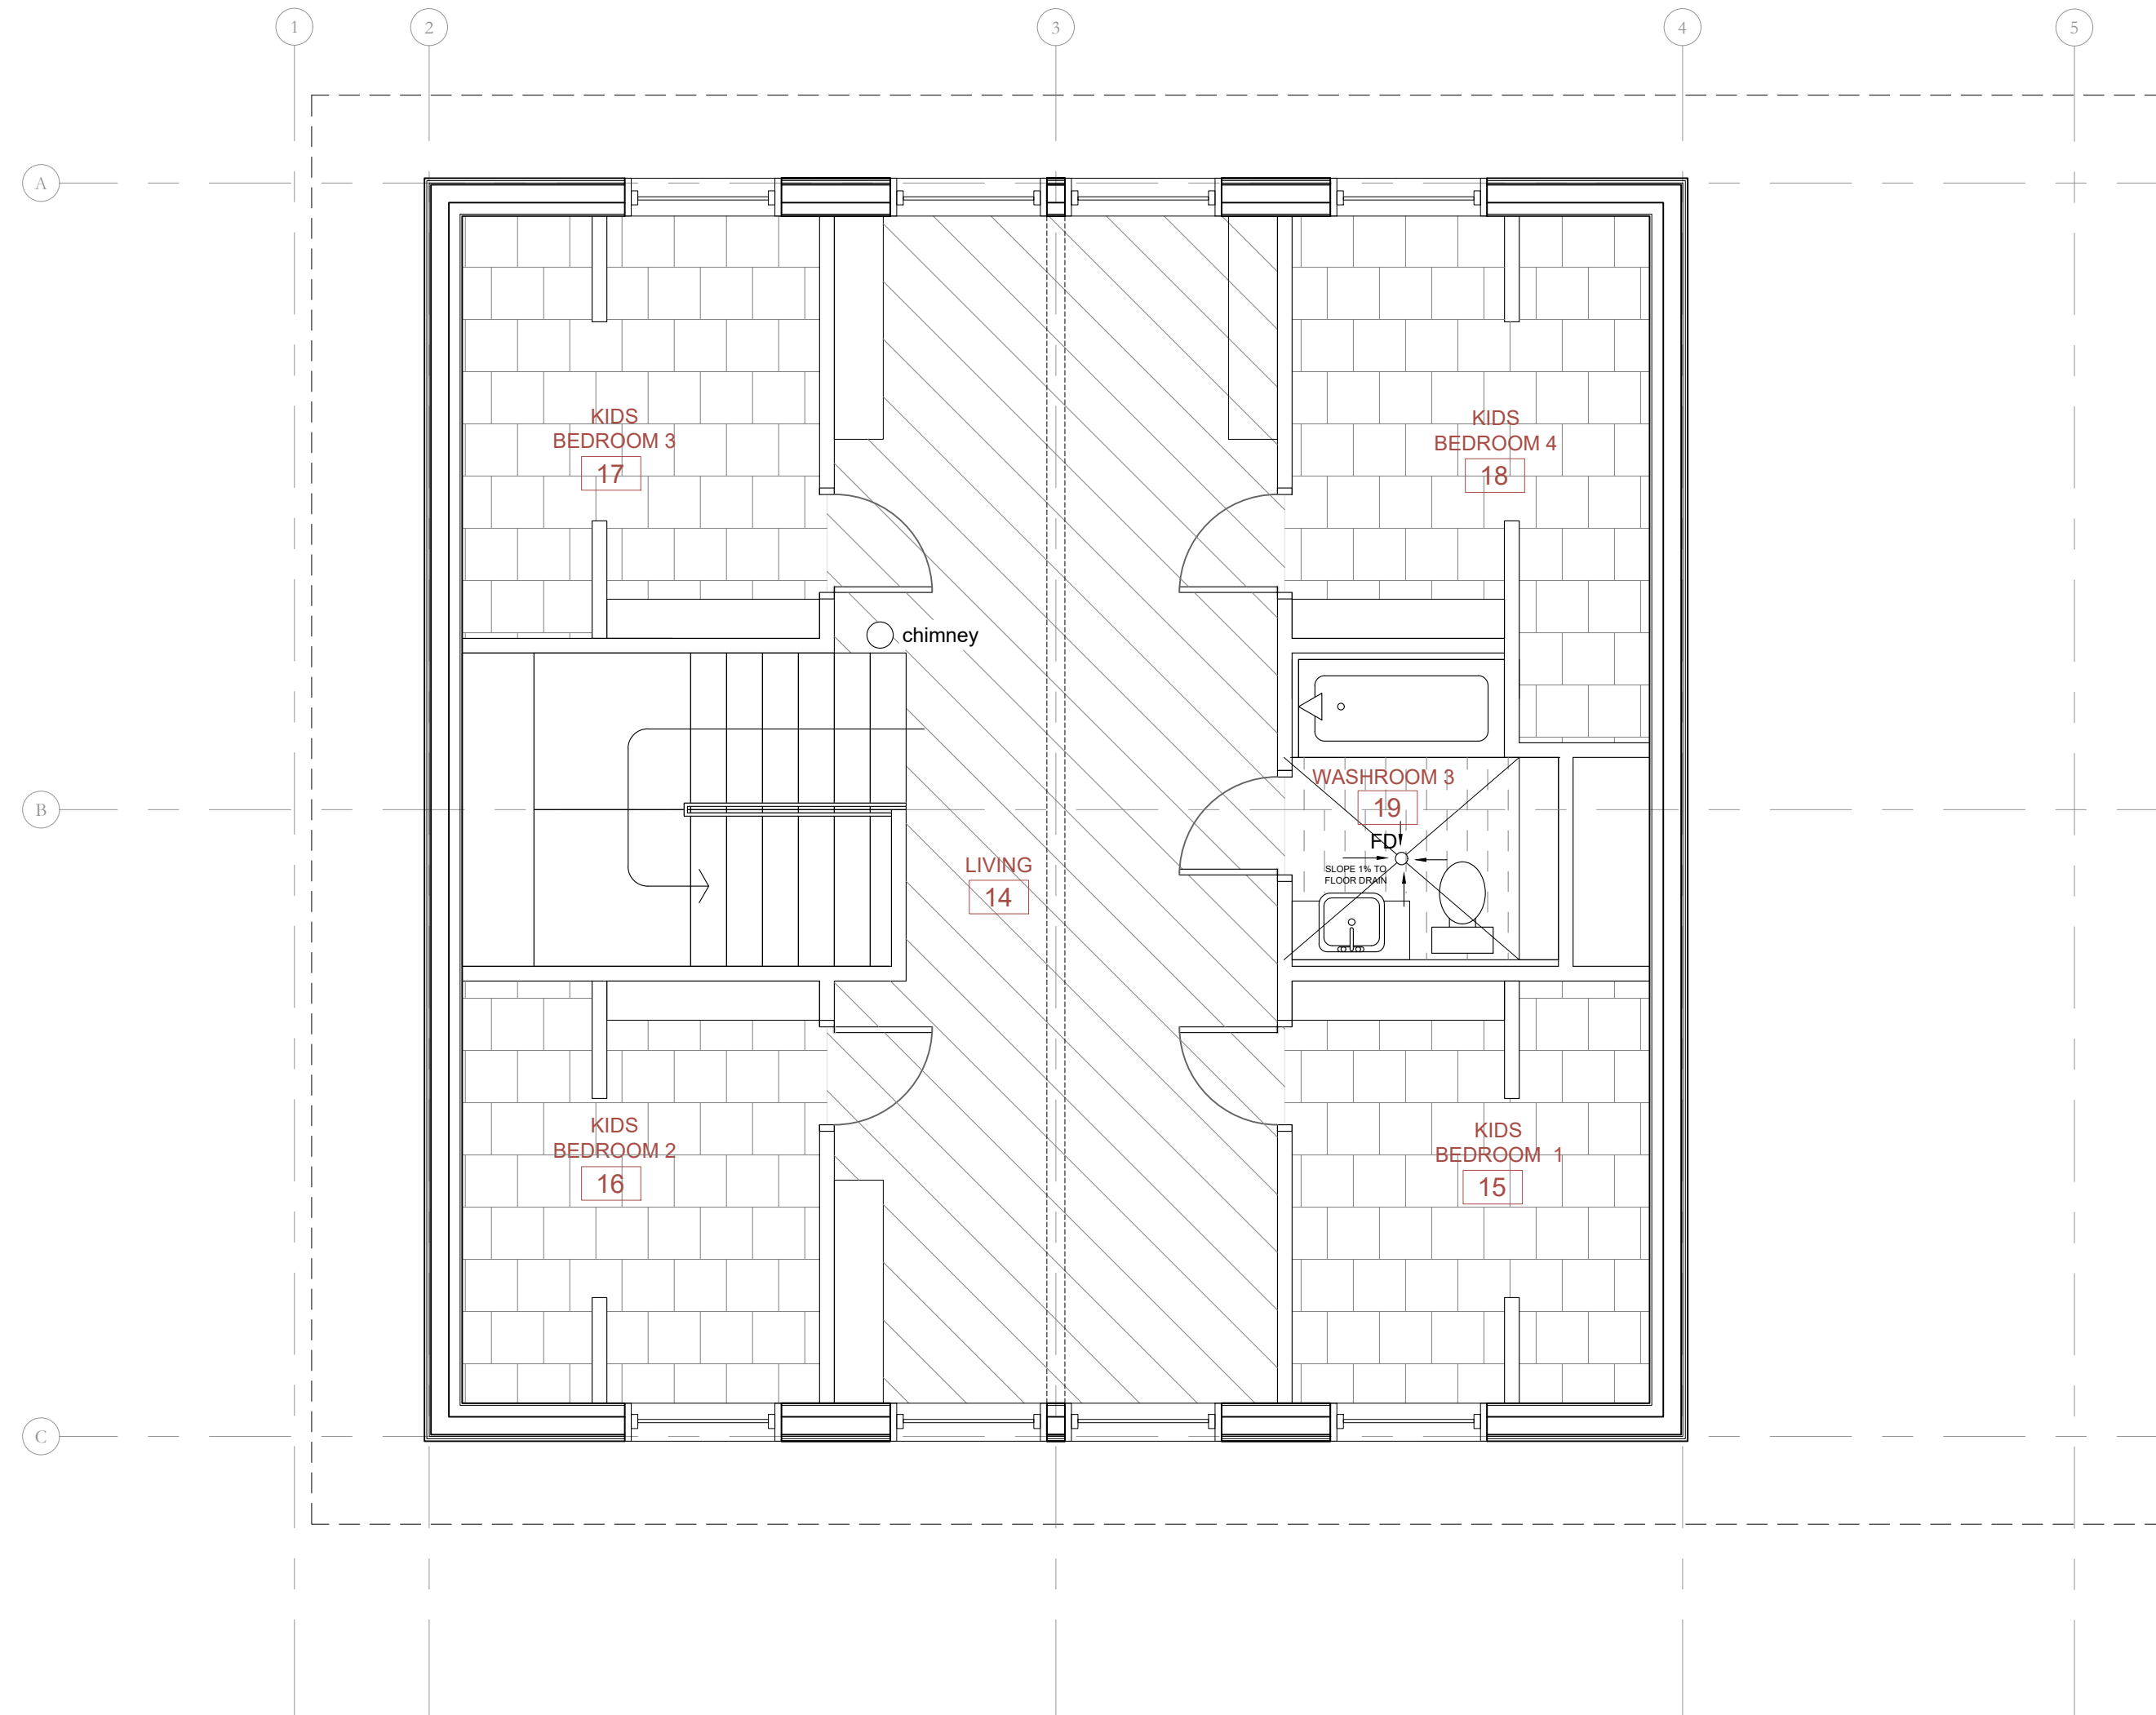 1
2
3
4
5
A
KIDS
BEDROOM 3
17
KIDS
BEDROOM 4
18
chimney
WASHROOM 3
19
B
FD
SLOPE 1% TO
FLOOR DRAIN
LIVING
14
KIDS
BEDROOM 2
16
KIDS
BEDROOM 1
15
C